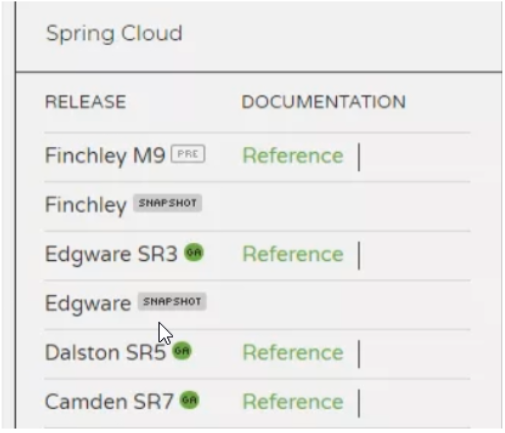 Spring Cloud
RELEASE DOCUMENTATION
Finchley M9 PRE Reference
Finchley SNAPSHOT
Edgware SR3 GA Reference
Edgware SNAPSHOT
Dalston SR5 GA Reference
Camden SR7 GA Reference